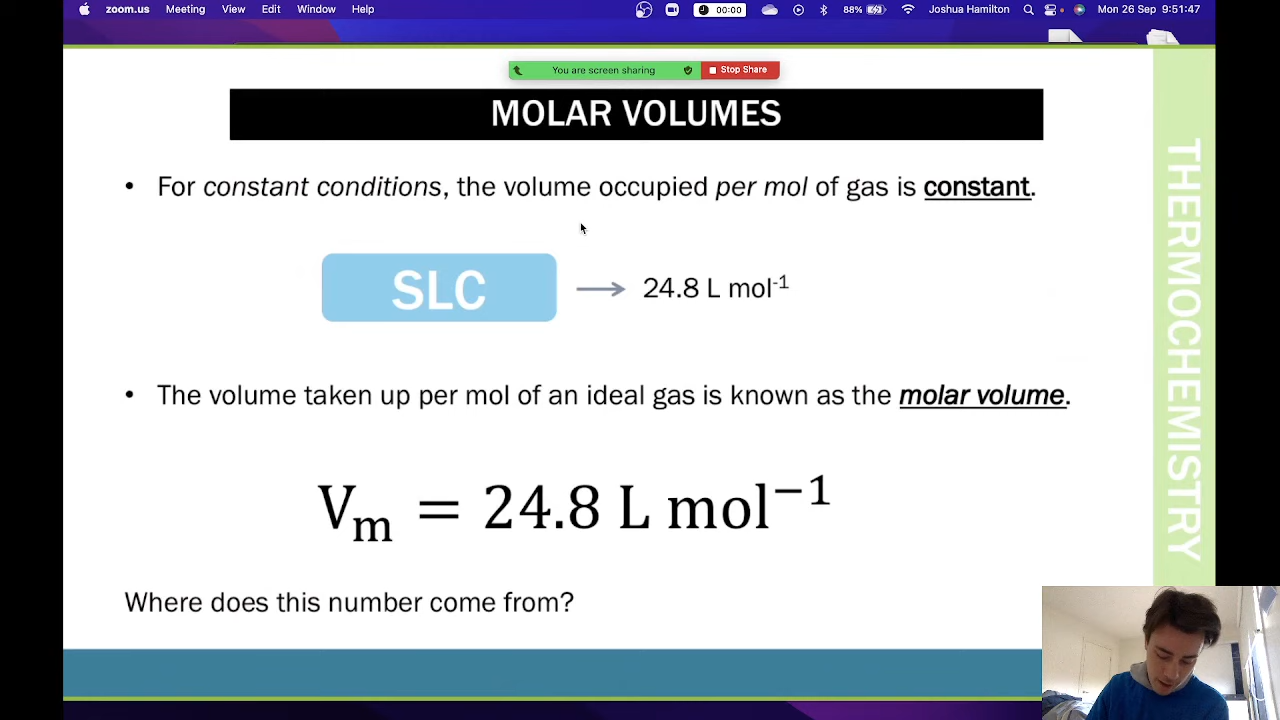 zoom.us Meeting View Edit Window Help 00:00 88% Joshua Hamilton Mon 26 Sep 9:51:47
You are screen sharing Stop Share
MOLAR VOLUMES
• For constant conditions, the volume occupied per mol of gas is constant.
SLC → 24.8 L mol⁻¹
• The volume taken up per mol of an ideal gas is known as the molar volume.
Vₘ = 24.8 L mol⁻¹
Where does this number come from?
THERMOCHEMISTRY